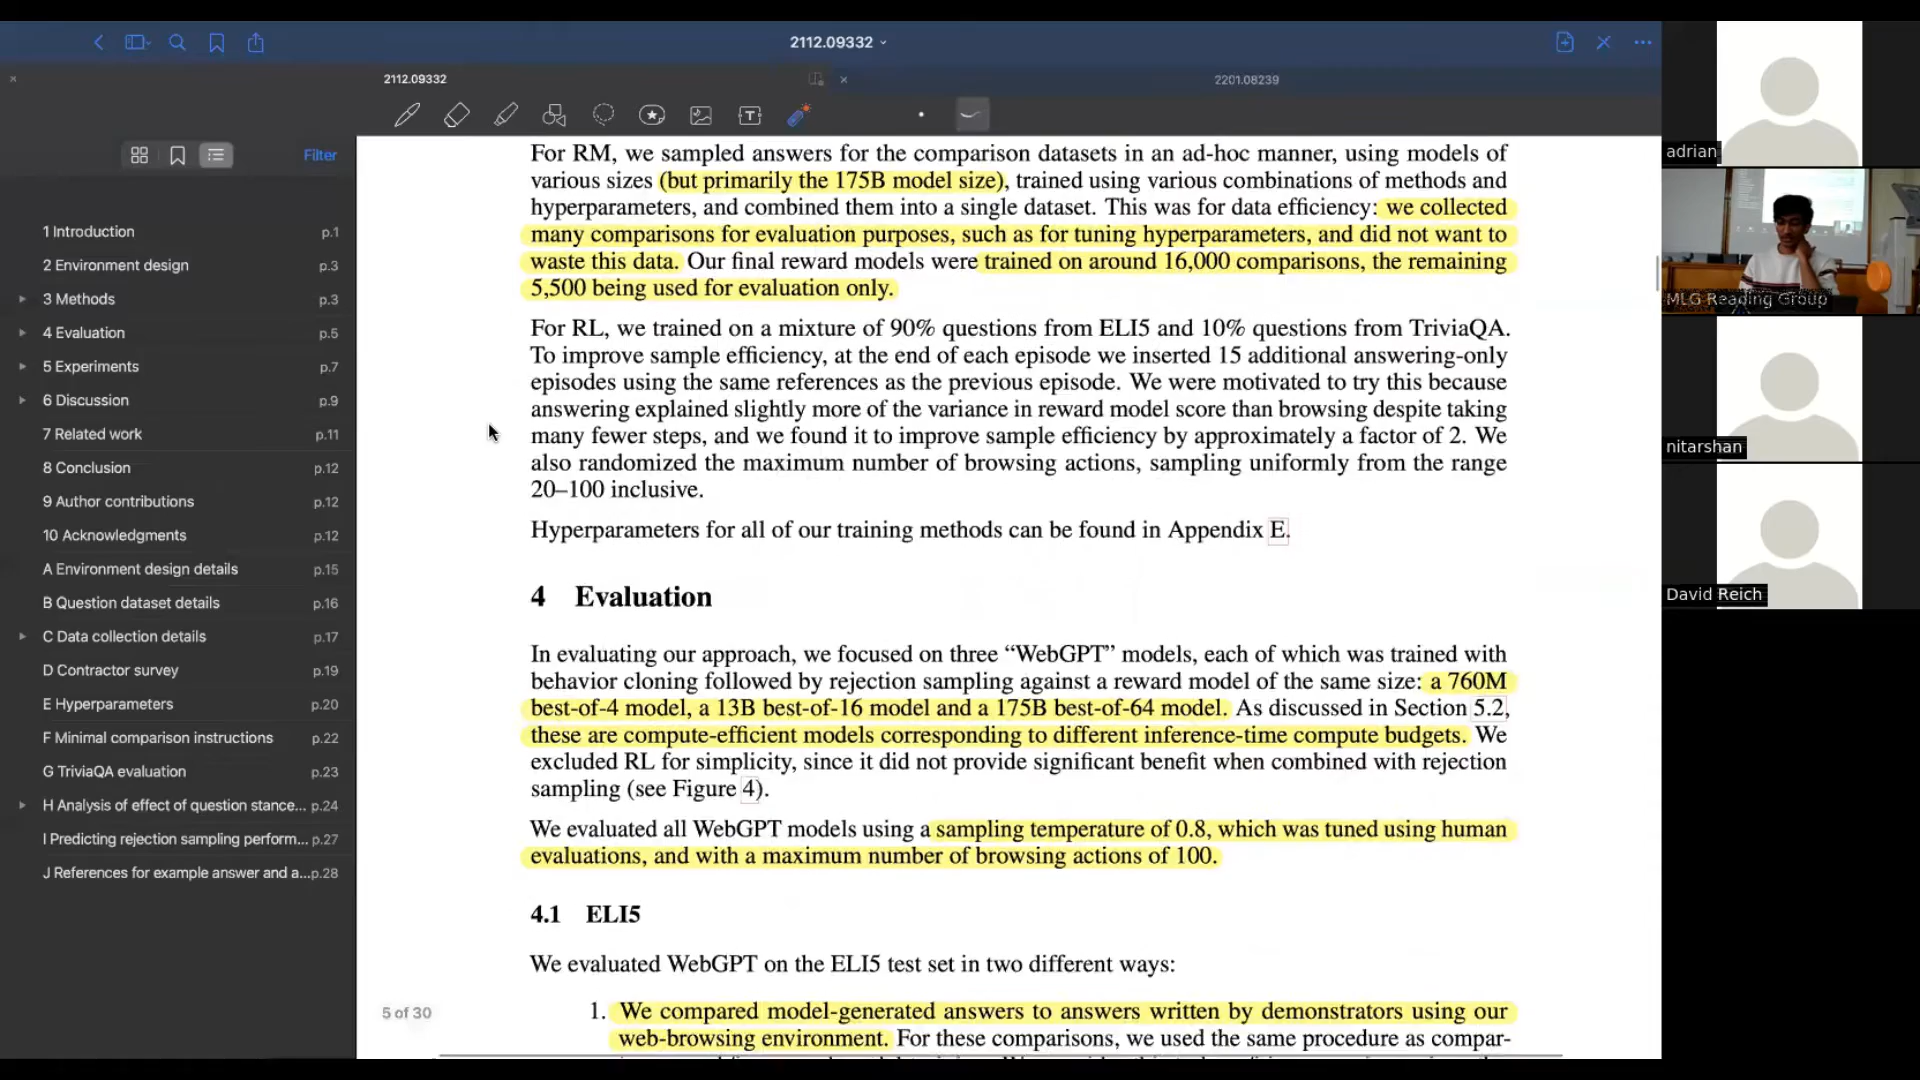 2112.09332
2112.09332
2201.08239
Filter
1 Introduction p.1
2 Environment design p.3
3 Methods p.3
4 Evaluation p.5
5 Experiments p.7
6 Discussion p.9
7 Related work p.11
8 Conclusion p.12
9 Author contributions p.12
10 Acknowledgments p.12
A Environment design details p.15
B Question dataset details p.16
C Data collection details p.17
D Contractor survey p.19
E Hyperparameters p.20
F Minimal comparison instructions p.22
G TriviaQA evaluation p.23
H Analysis of effect of question stance... p.24
I Predicting rejection sampling perform... p.27
J References for example answer and a...p.28
For RM, we sampled answers for the comparison datasets in an ad-hoc manner, using models of
various sizes (but primarily the 175B model size), trained using various combinations of methods and
hyperparameters, and combined them into a single dataset. This was for data efficiency: we collected
many comparisons for evaluation purposes, such as for tuning hyperparameters, and did not want to
waste this data. Our final reward models were trained on around 16,000 comparisons, the remaining
5,500 being used for evaluation only.
For RL, we trained on a mixture of 90% questions from ELI5 and 10% questions from TriviaQA.
To improve sample efficiency, at the end of each episode we inserted 15 additional answering-only
episodes using the same references as the previous episode. We were motivated to try this because
answering explained slightly more of the variance in reward model score than browsing despite taking
many fewer steps, and we found it to improve sample efficiency by approximately a factor of 2. We
also randomized the maximum number of browsing actions, sampling uniformly from the range
20–100 inclusive.
Hyperparameters for all of our training methods can be found in Appendix E.
4 Evaluation
In evaluating our approach, we focused on three “WebGPT” models, each of which was trained with
behavior cloning followed by rejection sampling against a reward model of the same size: a 760M
best-of-4 model, a 13B best-of-16 model and a 175B best-of-64 model. As discussed in Section 5.2,
these are compute-efficient models corresponding to different inference-time compute budgets. We
excluded RL for simplicity, since it did not provide significant benefit when combined with rejection
sampling (see Figure 4).
We evaluated all WebGPT models using a sampling temperature of 0.8, which was tuned using human
evaluations, and with a maximum number of browsing actions of 100.
4.1 ELI5
We evaluated WebGPT on the ELI5 test set in two different ways:
1. We compared model-generated answers to answers written by demonstrators using our
web-browsing environment. For these comparisons, we used the same procedure as compar-
5 of 30
adrian
MLG Reading Group
nitarshan
David Reich